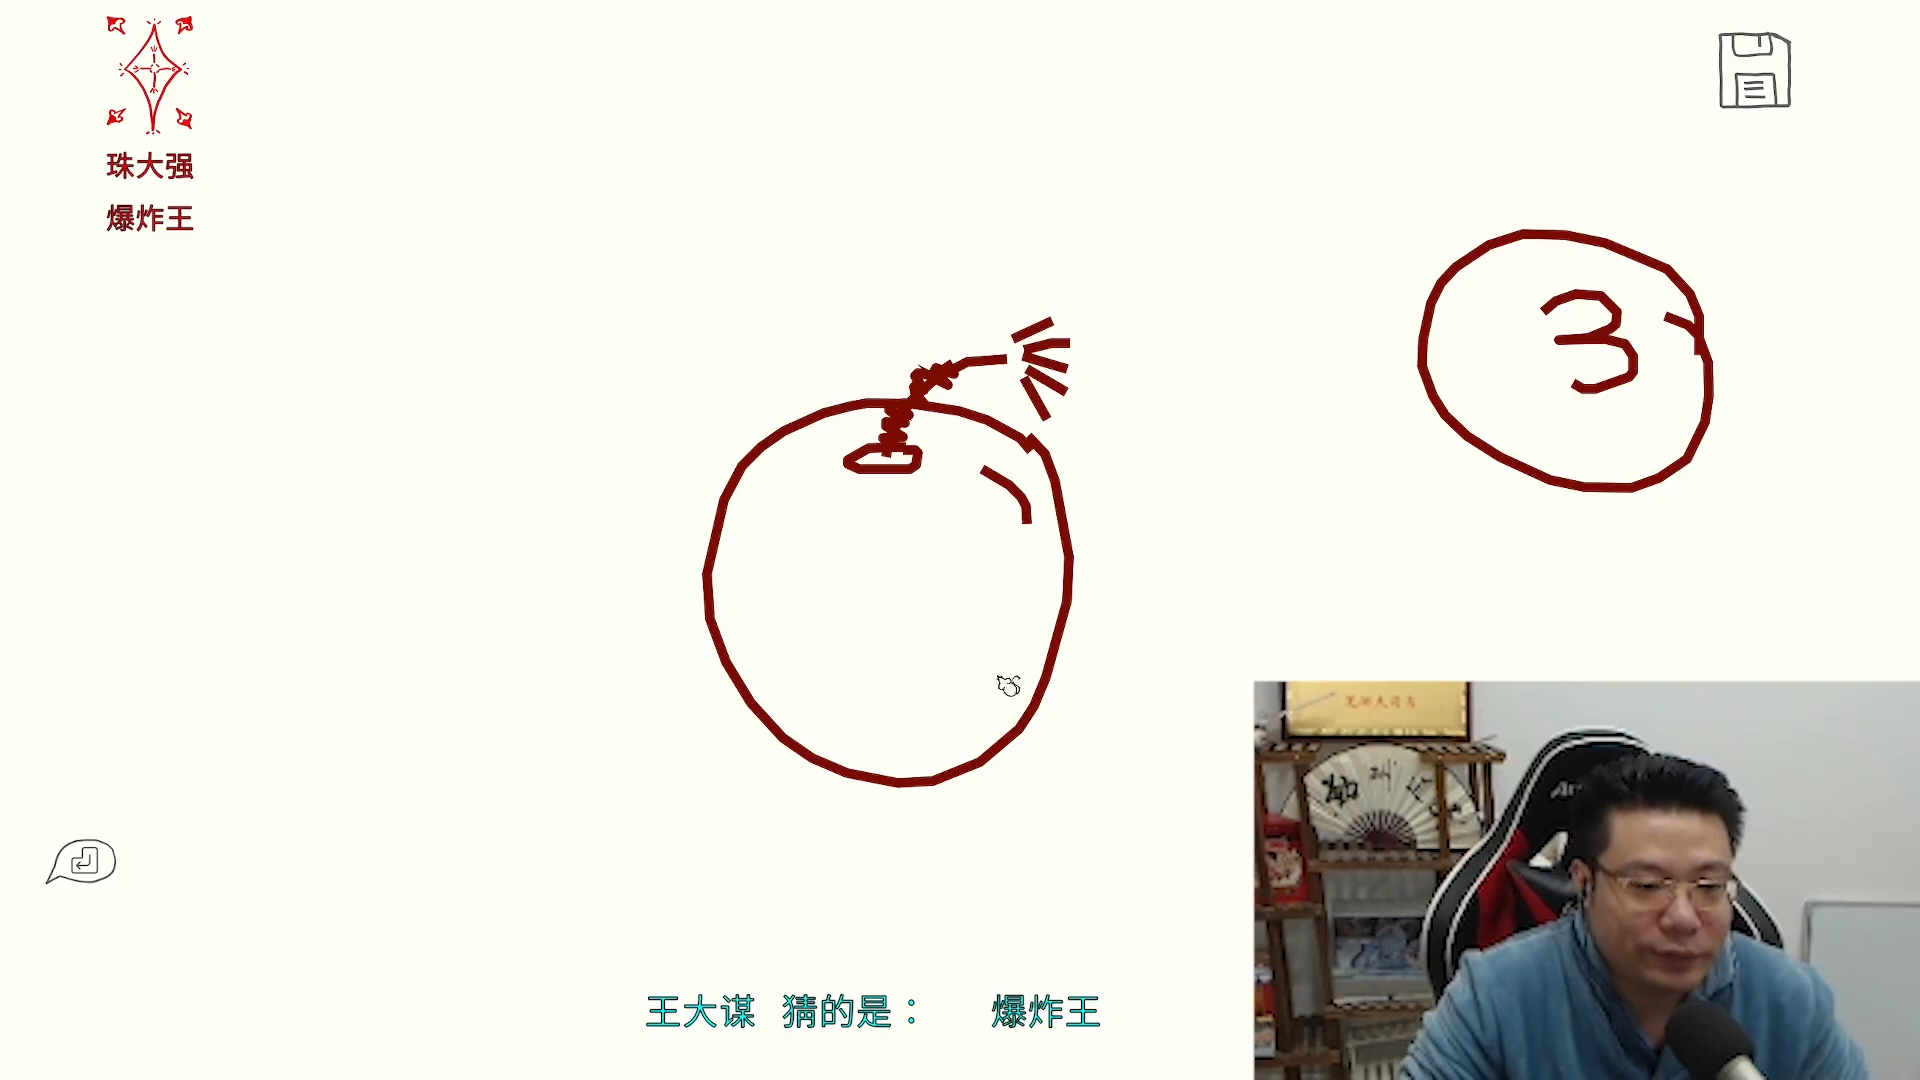 珠大强
爆炸王
3
王大谋 猜的是： 爆炸王